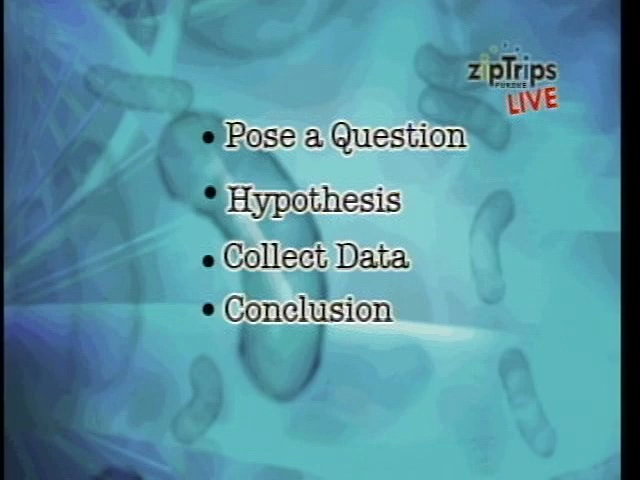 zipTrips
PURDUE
LIVE
• Pose a Question
• Hypothesis
• Collect Data
• Conclusion